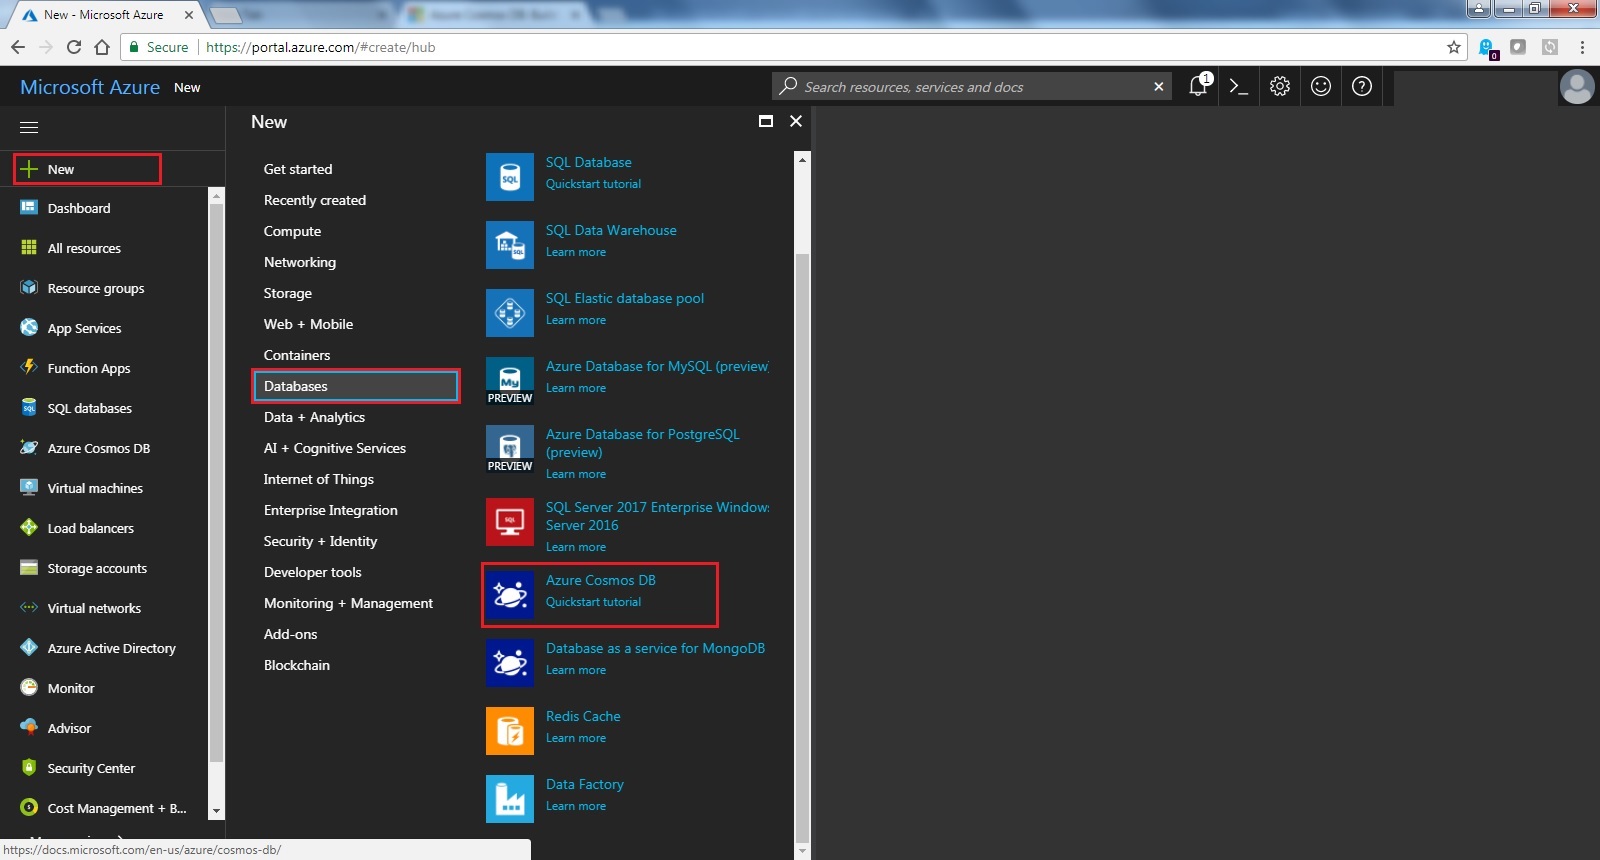 New - Microsoft Azure
Secure
https://portal.azure.com/#create/hub
0
Microsoft Azure
New
Search resources, services and docs
1
New
Dashboard
All resources
Resource groups
App Services
Function Apps
SQL databases
Azure Cosmos DB
Virtual machines
Load balancers
Storage accounts
Virtual networks
Azure Active Directory
Monitor
Advisor
Security Center
Cost Management + B...
https://docs.microsoft.com/en-us/azure/cosmos-db/
New
Get started
Recently created
Compute
Networking
Storage
Web + Mobile
Containers
Databases
Data + Analytics
AI + Cognitive Services
Internet of Things
Enterprise Integration
Security + Identity
Developer tools
Monitoring + Management
Add-ons
Blockchain
SQL
SQL Database
Quickstart tutorial
SQL Data Warehouse
Learn more
SQL Elastic database pool
Learn more
My
PREVIEW
Azure Database for MySQL (preview)
Learn more
PREVIEW
Azure Database for PostgreSQL
(preview)
Learn more
SQL
SQL Server 2017 Enterprise Windows
Server 2016
Learn more
Azure Cosmos DB
Quickstart tutorial
Database as a service for MongoDB
Learn more
Redis Cache
Learn more
Data Factory
Learn more